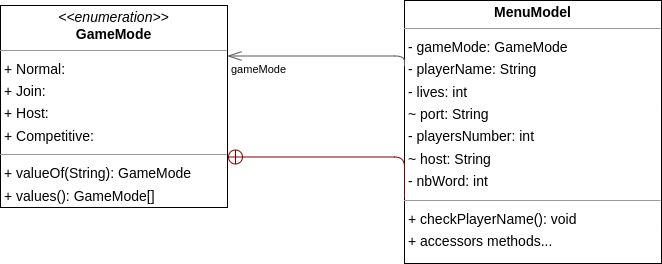 <<enumeration>>
GameMode
+ Normal:
+ Join:
+ Host:
+ Competitive:
+ valueOf(String): GameMode
+ values(): GameMode[]
gameMode
MenuModel
- gameMode: GameMode
- playerName: String
- lives: int
~ port: String
- playersNumber: int
~ host: String
- nbWord: int
+ checkPlayerName(): void
+ accessors methods...